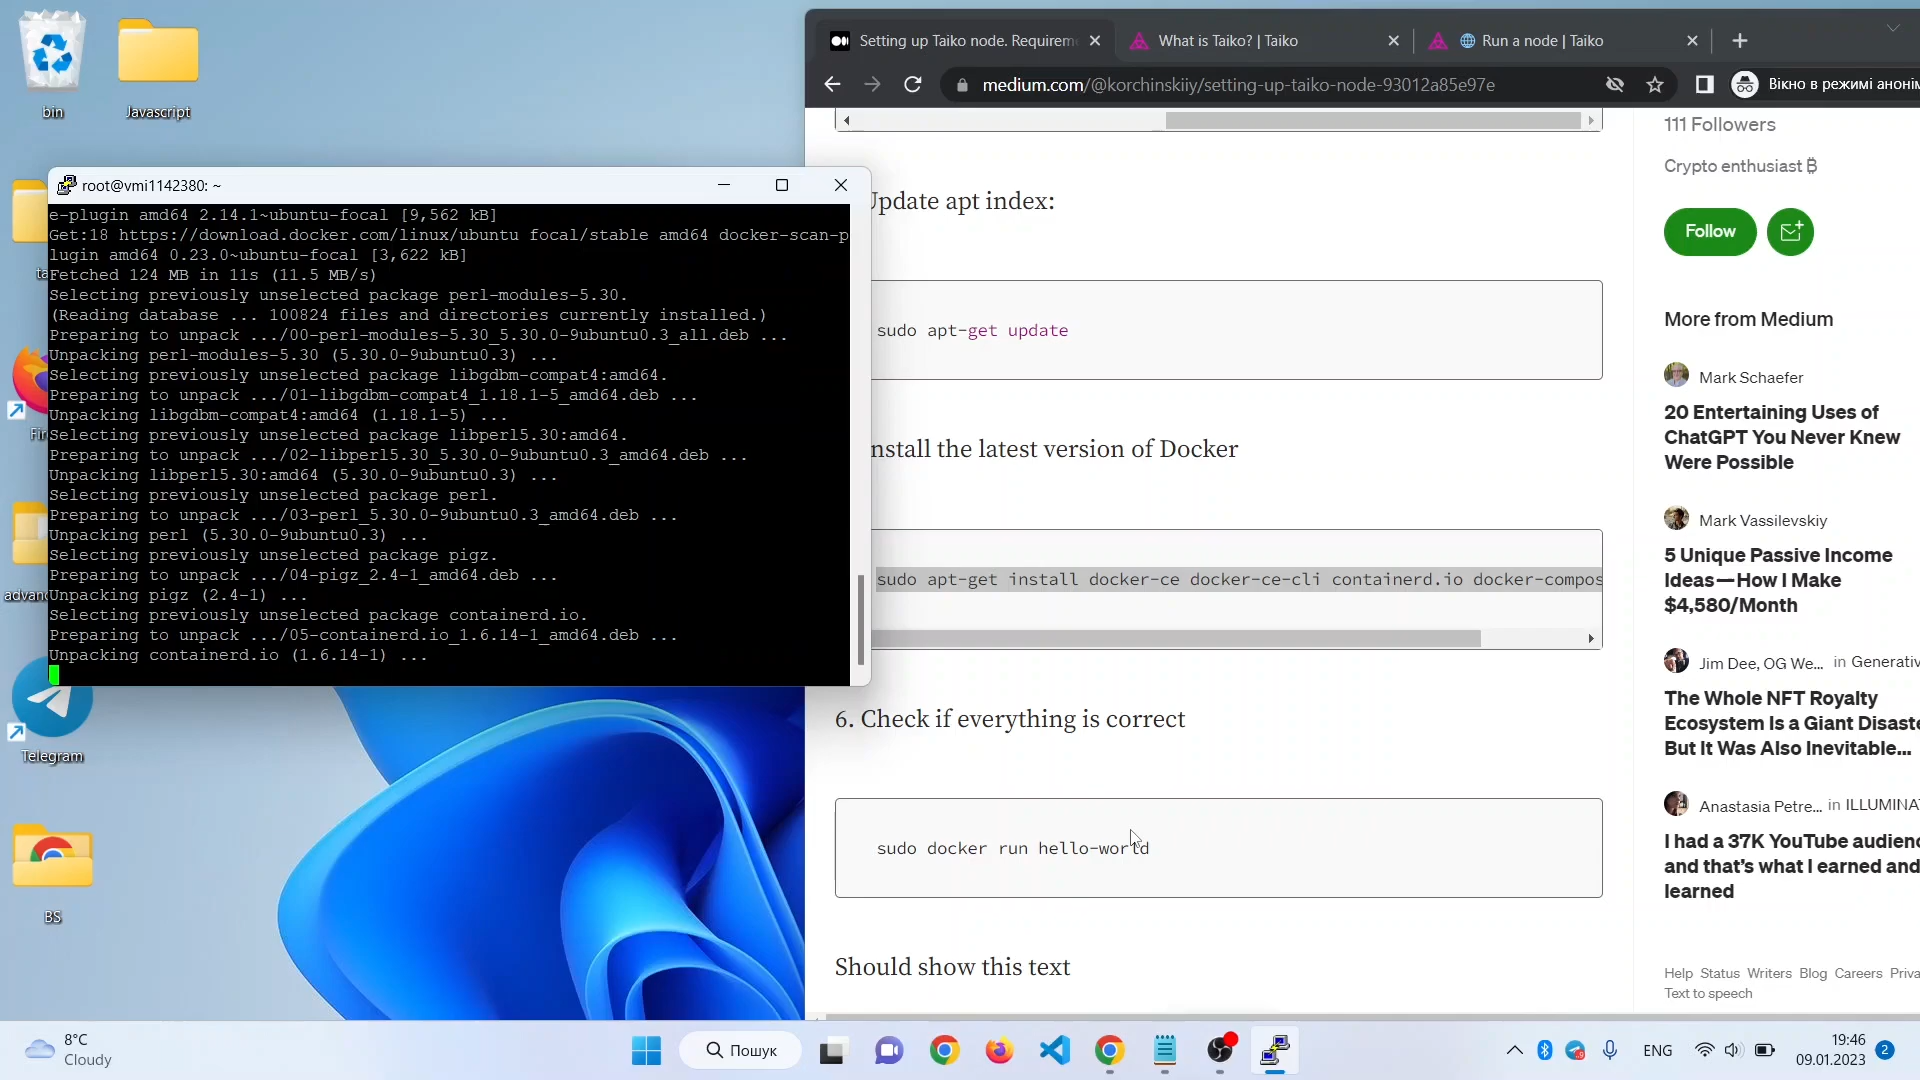 bin
Javascript
Telegram
BS
root@vmi1142380: ~
e-plugin amd64 2.14.1~ubuntu-focal [9,562 kB]
Get:18 https://download.docker.com/linux/ubuntu focal/stable amd64 docker-scan-p
lugin amd64 0.23.0~ubuntu-focal [3,622 kB]
Fetched 124 MB in 11s (11.5 MB/s)
Selecting previously unselected package perl-modules-5.30.
(Reading database ... 100824 files and directories currently installed.)
Preparing to unpack .../00-perl-modules-5.30_5.30.0-9ubuntu0.3_all.deb ...
Unpacking perl-modules-5.30 (5.30.0-9ubuntu0.3) ...
Selecting previously unselected package libgdbm-compat4:amd64.
Preparing to unpack .../01-libgdbm-compat4_1.18.1-5_amd64.deb ...
Unpacking libgdbm-compat4:amd64 (1.18.1-5) ...
Selecting previously unselected package libperl5.30:amd64.
Preparing to unpack .../02-libperl5.30_5.30.0-9ubuntu0.3_amd64.deb ...
Unpacking libperl5.30:amd64 (5.30.0-9ubuntu0.3) ...
Selecting previously unselected package perl.
Preparing to unpack .../03-perl_5.30.0-9ubuntu0.3_amd64.deb ...
Unpacking perl (5.30.0-9ubuntu0.3) ...
Selecting previously unselected package pigz.
Preparing to unpack .../04-pigz_2.4-1_amd64.deb ...
Unpacking pigz (2.4-1) ...
Selecting previously unselected package containerd.io.
Preparing to unpack .../05-containerd.io_1.6.14-1_amd64.deb ...
Unpacking containerd.io (1.6.14-1) ...
Setting up Taiko node. Requirem
What is Taiko? | Taiko
Run a node | Taiko
medium.com/@korchinskiiy/setting-up-taiko-node-93012a85e97e
Вікно в режимі анонім
Update apt index:
sudo apt-get update
nstall the latest version of Docker
sudo apt-get install docker-ce docker-ce-cli containerd.io docker-compos
6. Check if everything is correct
sudo docker run hello-world
Should show this text
111 Followers
Crypto enthusiast ₿
Follow
More from Medium
Mark Schaefer
20 Entertaining Uses of
ChatGPT You Never Knew
Were Possible
Mark Vassilevskiy
5 Unique Passive Income
Ideas — How I Make
$4,580/Month
Jim Dee, OG We... in Generativ
The Whole NFT Royalty
Ecosystem Is a Giant Disaste
But It Was Also Inevitable...
Anastasia Petre... in ILLUMINA
I had a 37K YouTube audienc
and that's what I earned and
learned
Help Status Writers Blog Careers Priva
Text to speech
8°C
Cloudy
Пошук
ENG
19:46
09.01.2023
2